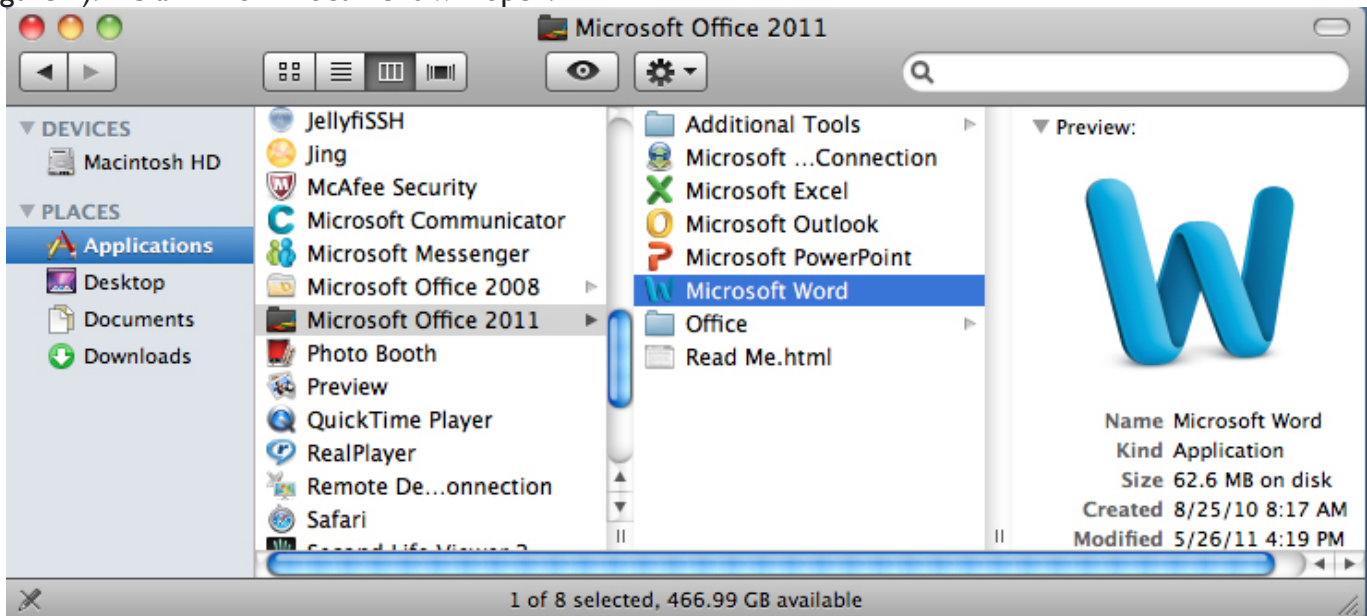 Microsoft Office 2011
DEVICES
Macintosh HD
PLACES
Applications
Desktop
Documents
Downloads
JellyfiSSH
Jing
McAfee Security
Microsoft Communicator
Microsoft Messenger
Microsoft Office 2008
Microsoft Office 2011
Photo Booth
Preview
QuickTime Player
RealPlayer
Remote De...onnection
Safari
Second Life Viewer 2
Additional Tools
Microsoft ...Connection
Microsoft Excel
Microsoft Outlook
Microsoft PowerPoint
Microsoft Word
Office
Read Me.html
Preview:
Name Microsoft Word
Kind Application
Size 62.6 MB on disk
Created 8/25/10 8:17 AM
Modified 5/26/11 4:19 PM
1 of 8 selected, 466.99 GB available